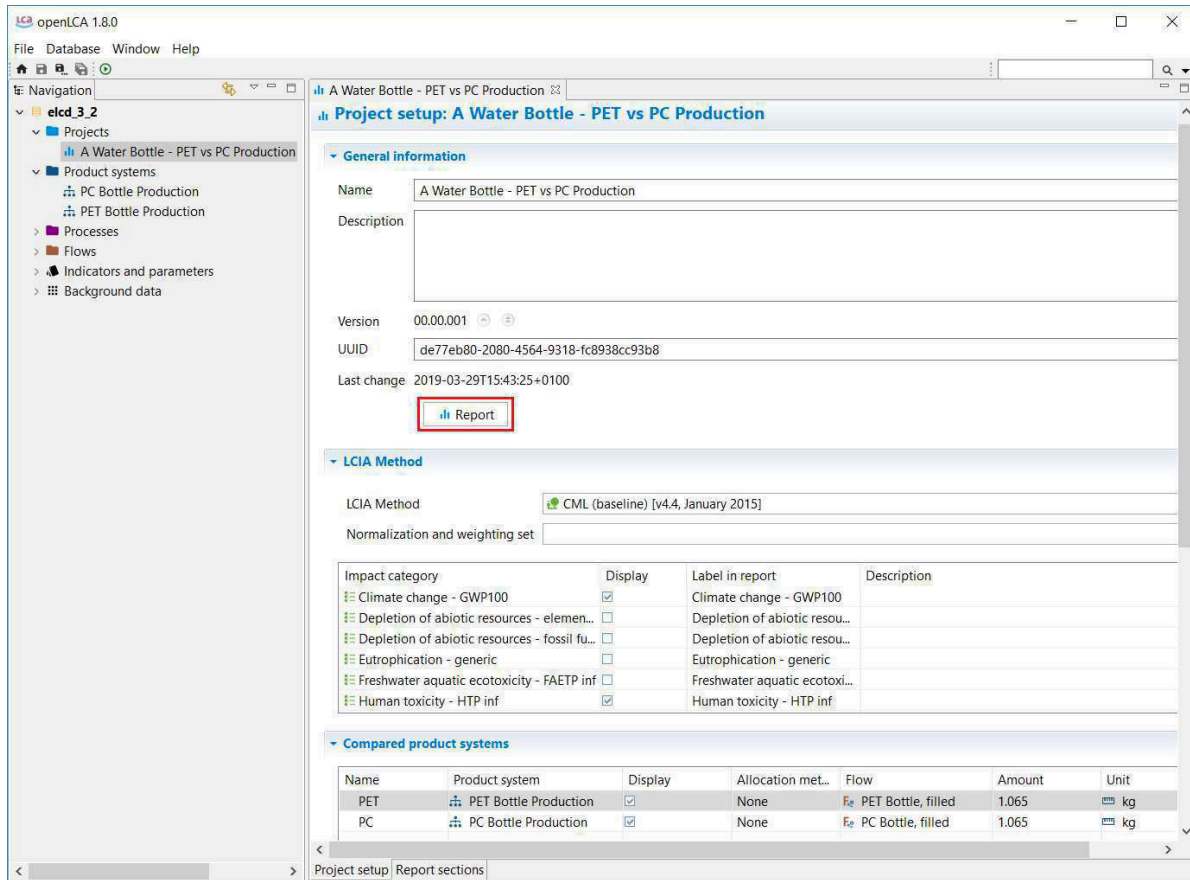 LCa openLCA 1.8.0
File Database Window Help
Navigation
A Water Bottle - PET vs PC Production
elcd_3_2
Projects
A Water Bottle - PET vs PC Production
Product systems
PC Bottle Production
PET Bottle Production
Processes
Flows
Indicators and parameters
Background data
Project setup: A Water Bottle - PET vs PC Production
General information
Name A Water Bottle - PET vs PC Production
Description
Version 00.00.001
UUID de77eb80-2080-4564-9318-fc8938cc93b8
Last change 2019-03-29T15:43:25+0100
Report
LCIA Method
LCIA Method CML (baseline) [v4.4, January 2015]
Normalization and weighting set
Impact category Display Label in report Description
Climate change - GWP100 Climate change - GWP100
Depletion of abiotic resources - elemen... Depletion of abiotic resou...
Depletion of abiotic resources - fossil fu... Depletion of abiotic resou...
Eutrophication - generic Eutrophication - generic
Freshwater aquatic ecotoxicity - FAETP inf Freshwater aquatic ecotoxi...
Human toxicity - HTP inf Human toxicity - HTP inf
Compared product systems
Name Product system Display Allocation met... Flow Amount Unit
PET PET Bottle Production None PET Bottle, filled 1.065 kg
PC PC Bottle Production None PC Bottle, filled 1.065 kg
Project setup Report sections